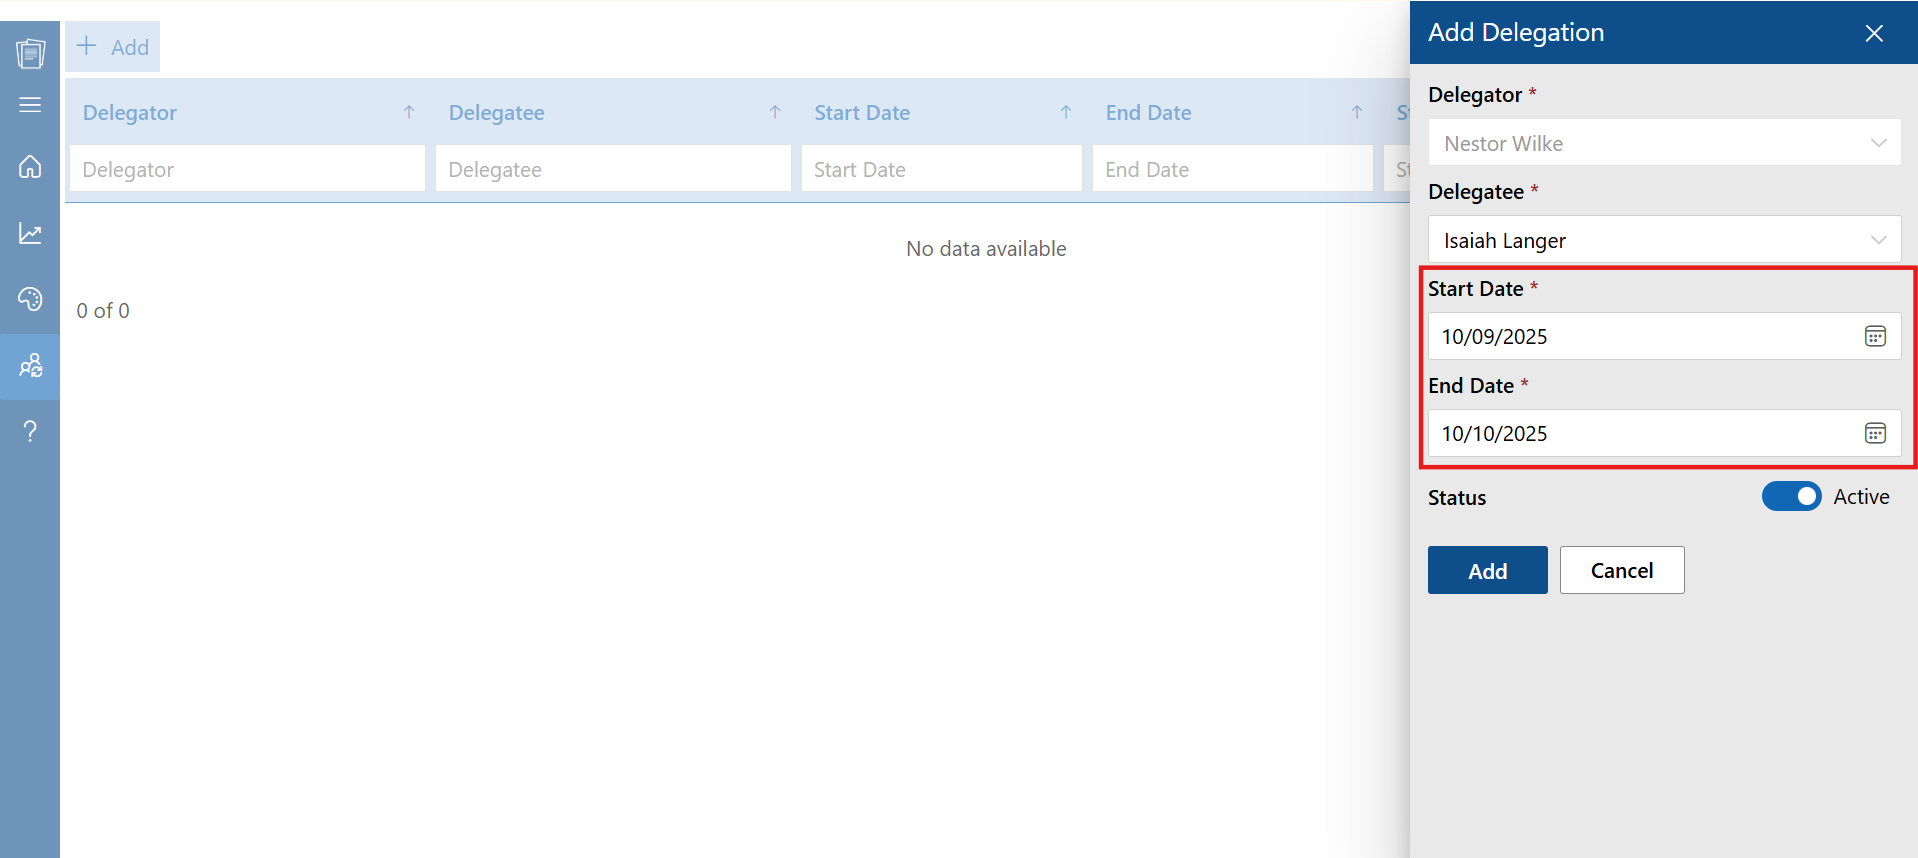 Add
Delegator Delegatee Start Date End Date
Delegator Delegatee Start Date End Date
No data available
0 of 0
Add Delegation
Delegator *
Nestor Wilke
Delegatee *
Isaiah Langer
Start Date *
10/09/2025
End Date *
10/10/2025
Status Active
Add Cancel